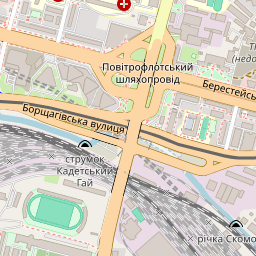 Повітрофлотський
шляхопровід
Берестейсь
Борщагівська вулиця
струмок
Кадетський
Гай
річка Скомо